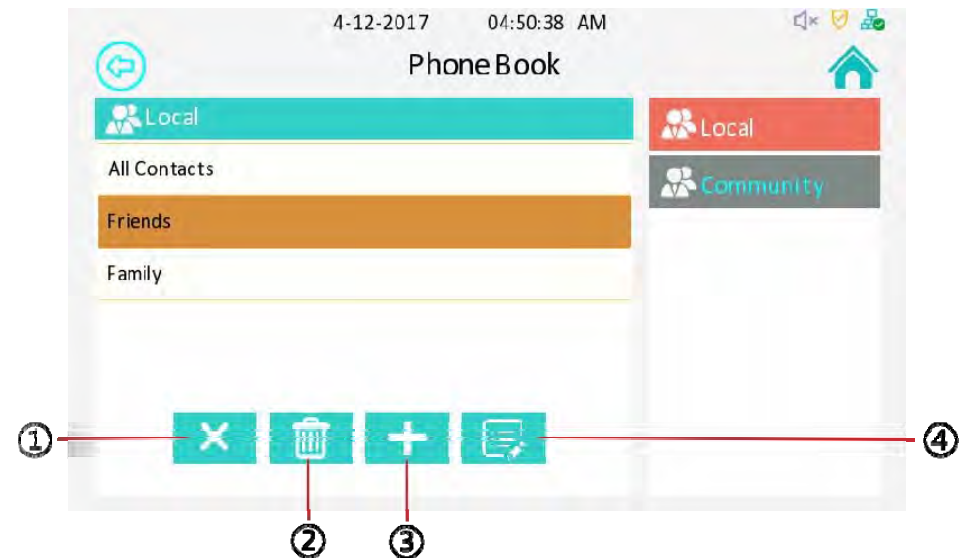 4-12-2017 04:50:38 AM
Phone Book
Local
Local
All Contacts
Community
Friends
Family
①
④
②
③